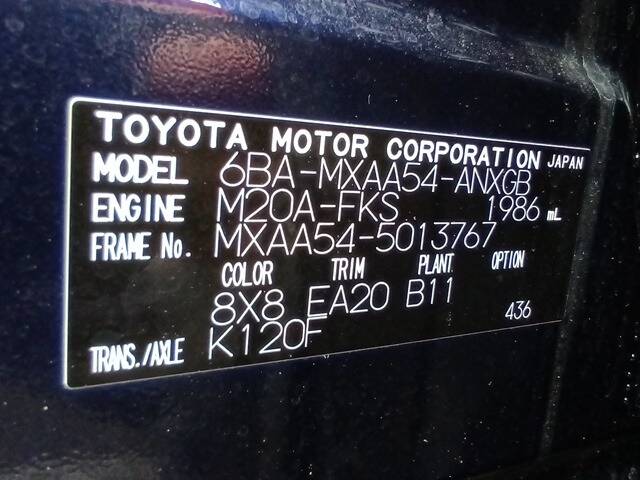 TOYOTA MOTOR CORPORATION JAPAN
MODEL 6BA-MXAA54-ANXGB
ENGINE M20A-FKS 1986 mL
FRAME No. MXAA54-5013767
COLOR TRIM PLANT OPTION
8X8 EA20 B11 436
TRANS./AXLE K120F